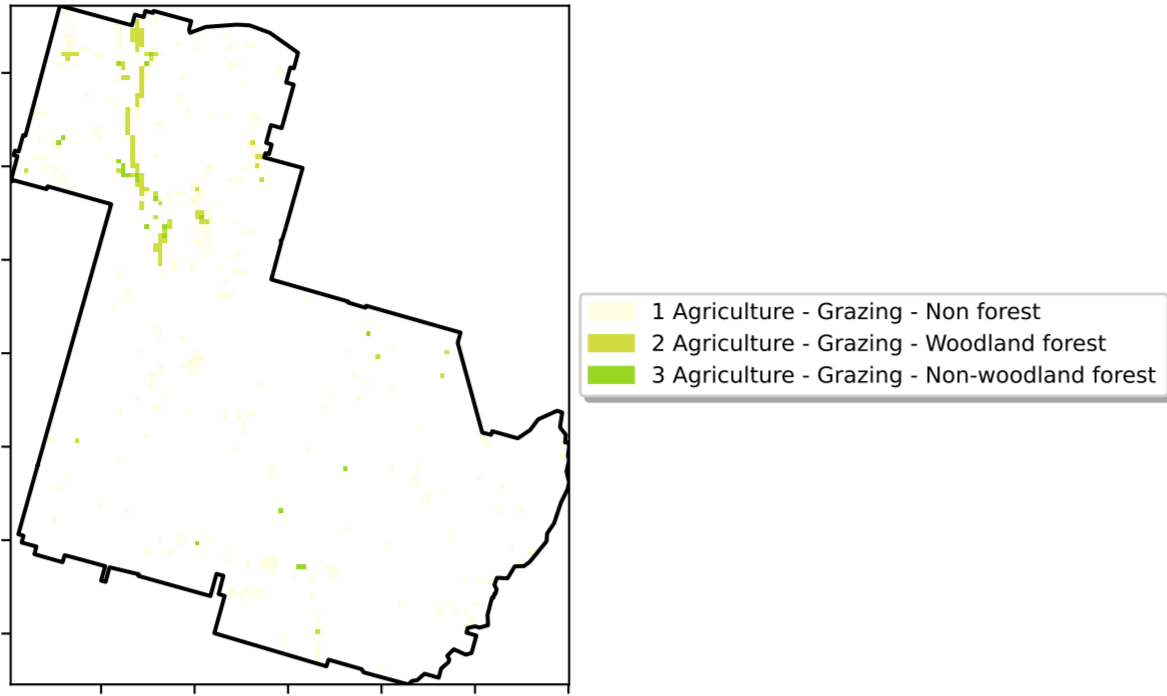 1 Agriculture - Grazing - Non forest
2 Agriculture - Grazing - Woodland forest
3 Agriculture - Grazing - Non-woodland forest